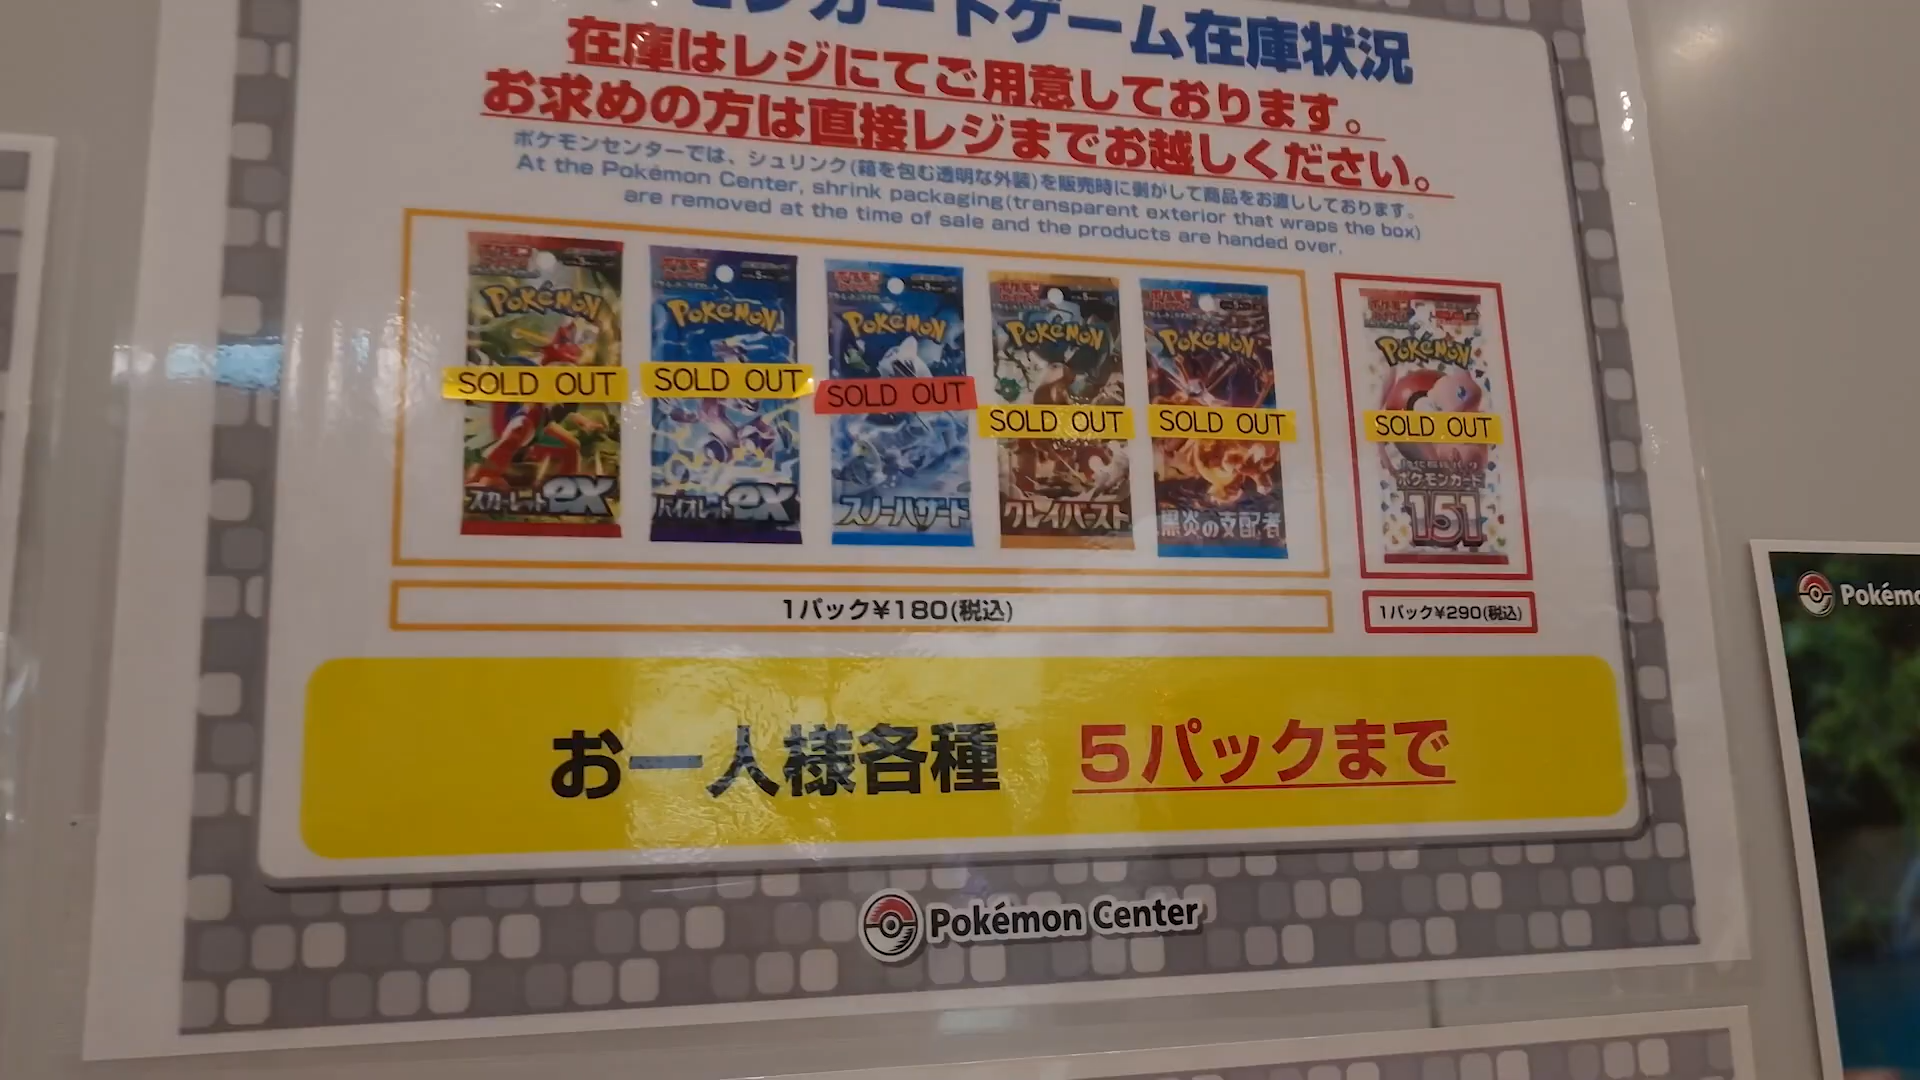 カードゲーム在庫状況
在庫はレジにてご用意しております。
お求めの方は直接レジまでお越しください。
ポケモンセンターでは、シュリンク(箱を包む透明な外装)を販売時に剥がして商品をお渡ししております。
At the Pokémon Center, shrink packaging(transparent exterior that wraps the box)
are removed at the time of sale and the products are handed over.
Pokémon
SOLD OUT
スカーレットex
Pokémon
SOLD OUT
バイオレットex
Pokémon
SOLD OUT
スノーハザード
Pokémon
SOLD OUT
クレイバースト
Pokémon
SOLD OUT
黒炎の支配者
Pokémon
SOLD OUT
ポケモンカード
151
1パック¥180(税込)
1パック¥290(税込)
お一人様各種 5パックまで
Pokémon Center